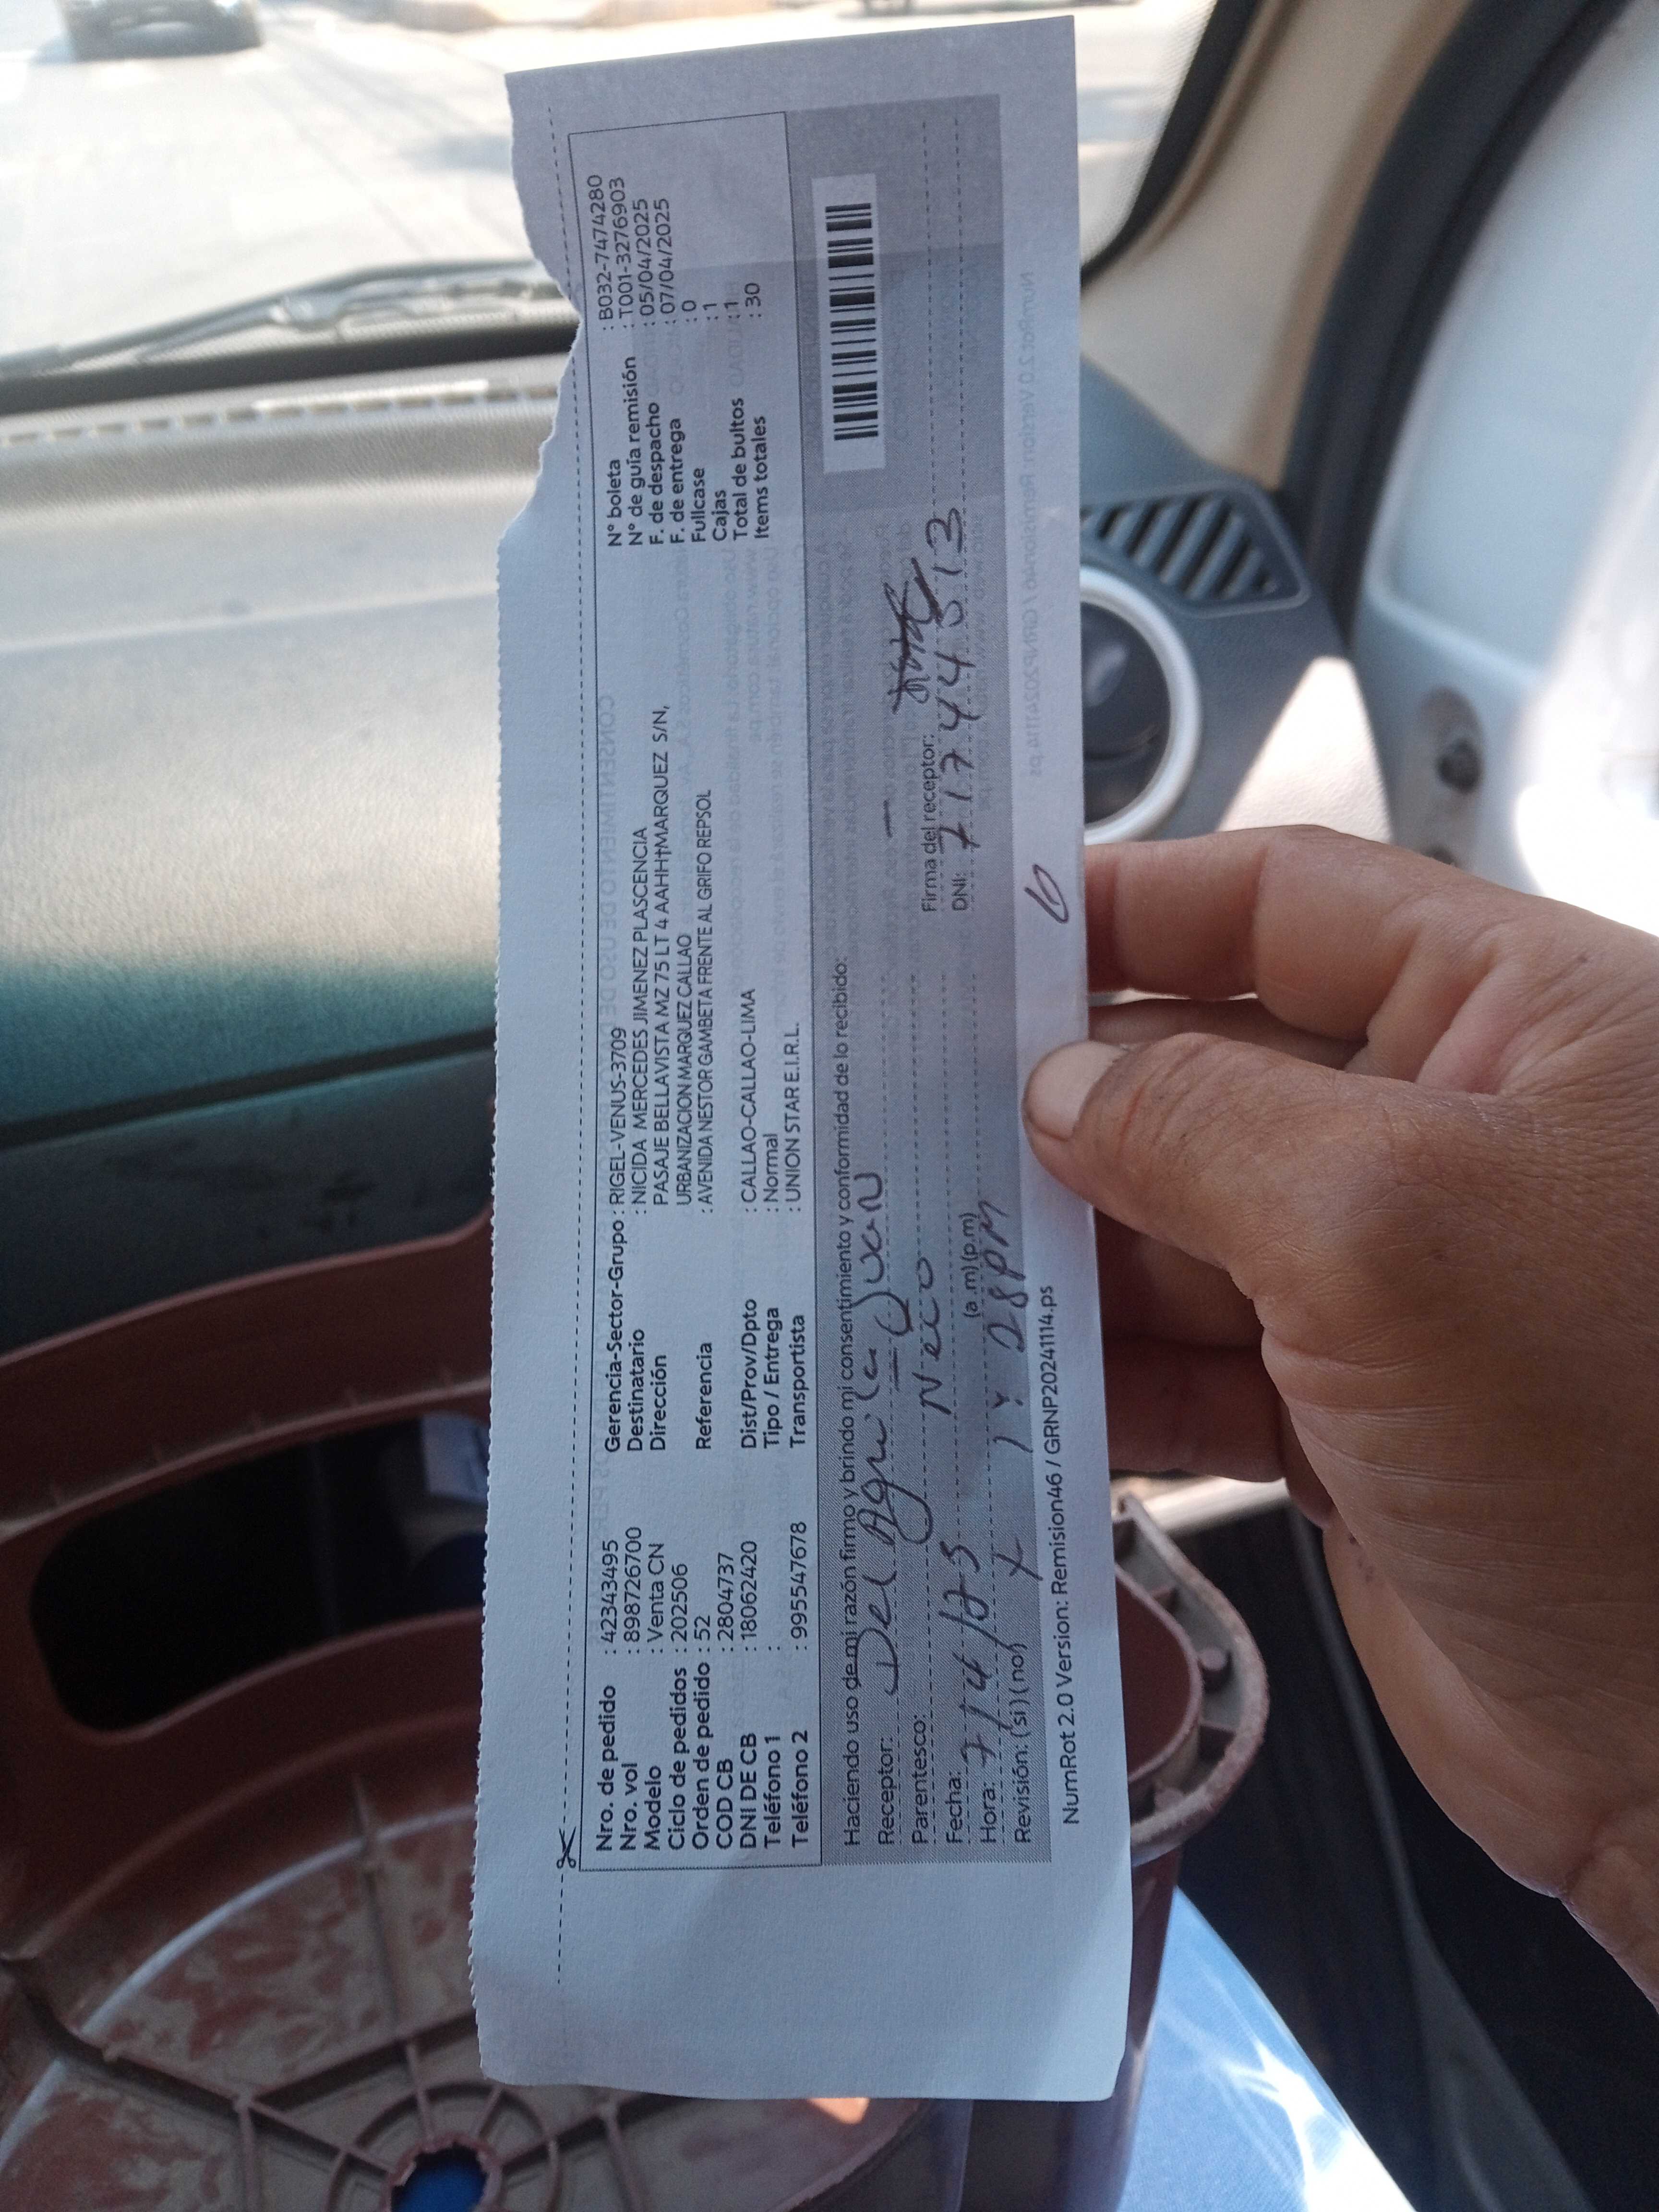 Nro. de pedido : 42343495
Nro. vol : 898726700
Modelo : Venta CN
Ciclo de pedidos : 202506
Orden de pedido : 52
COD CB : 2804737
DNI DE CB : 18062420
Teléfono 1 :
Teléfono 2 : 995547678
Gerencia-Sector-Grupo : RIGEL-VENUS-3709
Destinatario : NICIDA MERCEDES JIMENEZ PLASCENCIA
Dirección PASAJE BELLAVISTA MZ 75 LT 4 AAHH†MARQUEZ S/N,
URBANIZACION MARQUEZ CALLAO
Referencia : AVENIDA NESTOR GAMBETA FRENTE AL GRIFO REPSOL
Dist/Prov/Dpto : CALLAO-CALLAO-LIMA
Tipo / Entrega : Normal
Transportista : UNION STAR E.I.R.L.
N° boleta : B032-7474280
N° de guía remisión : T001-3276903
F. de despacho : 05/04/2025
F. de entrega : 07/04/2025
Fullcase : 0
Cajas : 1
Total de bultos : 1
Items totales : 30
Haciendo uso de mi razón firmo y brindo mi consentimiento y conformidad de lo recibido:
Receptor: Del Aguila Juan
Parentesco: Neco
Firma del receptor:
Fecha: 7/4/25
DNI:
Hora: 1: 28pm (a .m) (p.m)
Revisión: (si) (no) X
NumRot 2.0 Version: Remision46 / GRNP20241114.ps
6